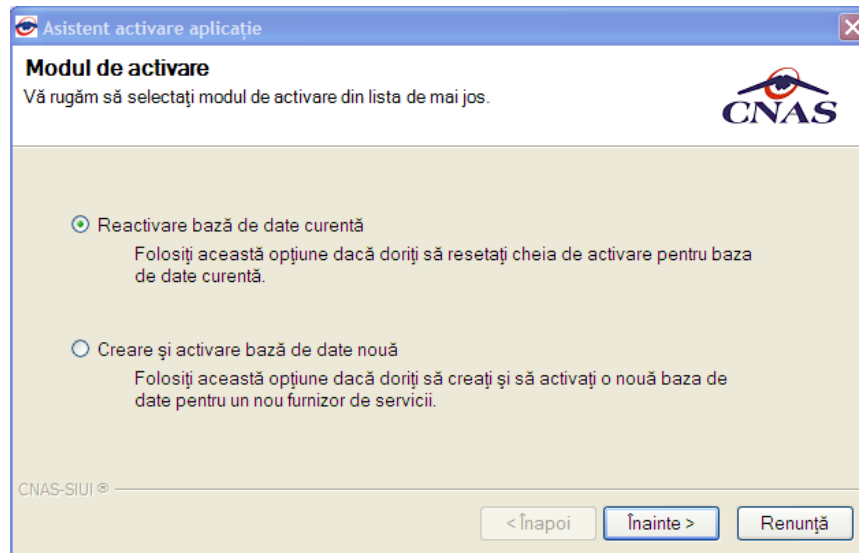 Asistent activare aplicație
Modul de activare
Vă rugăm să selectați modul de activare din lista de mai jos.
CNAS
Reactivare bază de date curentă
Folosiți această opțiune dacă doriți să resetați cheia de activare pentru baza
de date curentă.
Creare și activare bază de date nouă
Folosiți această opțiune dacă doriți să creați și să activați o nouă baza de
date pentru un nou furnizor de servicii.
CNAS-SIUI ®
< Înapoi
Înainte >
Renunță